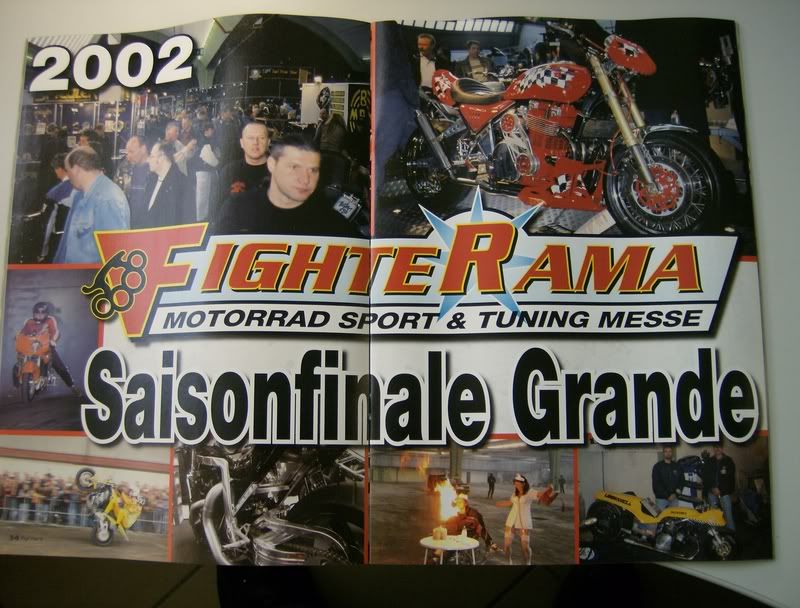 2002
FIGHTERAMA
MOTORRAD SPORT & TUNING MESSE
Saisonfinale Grande